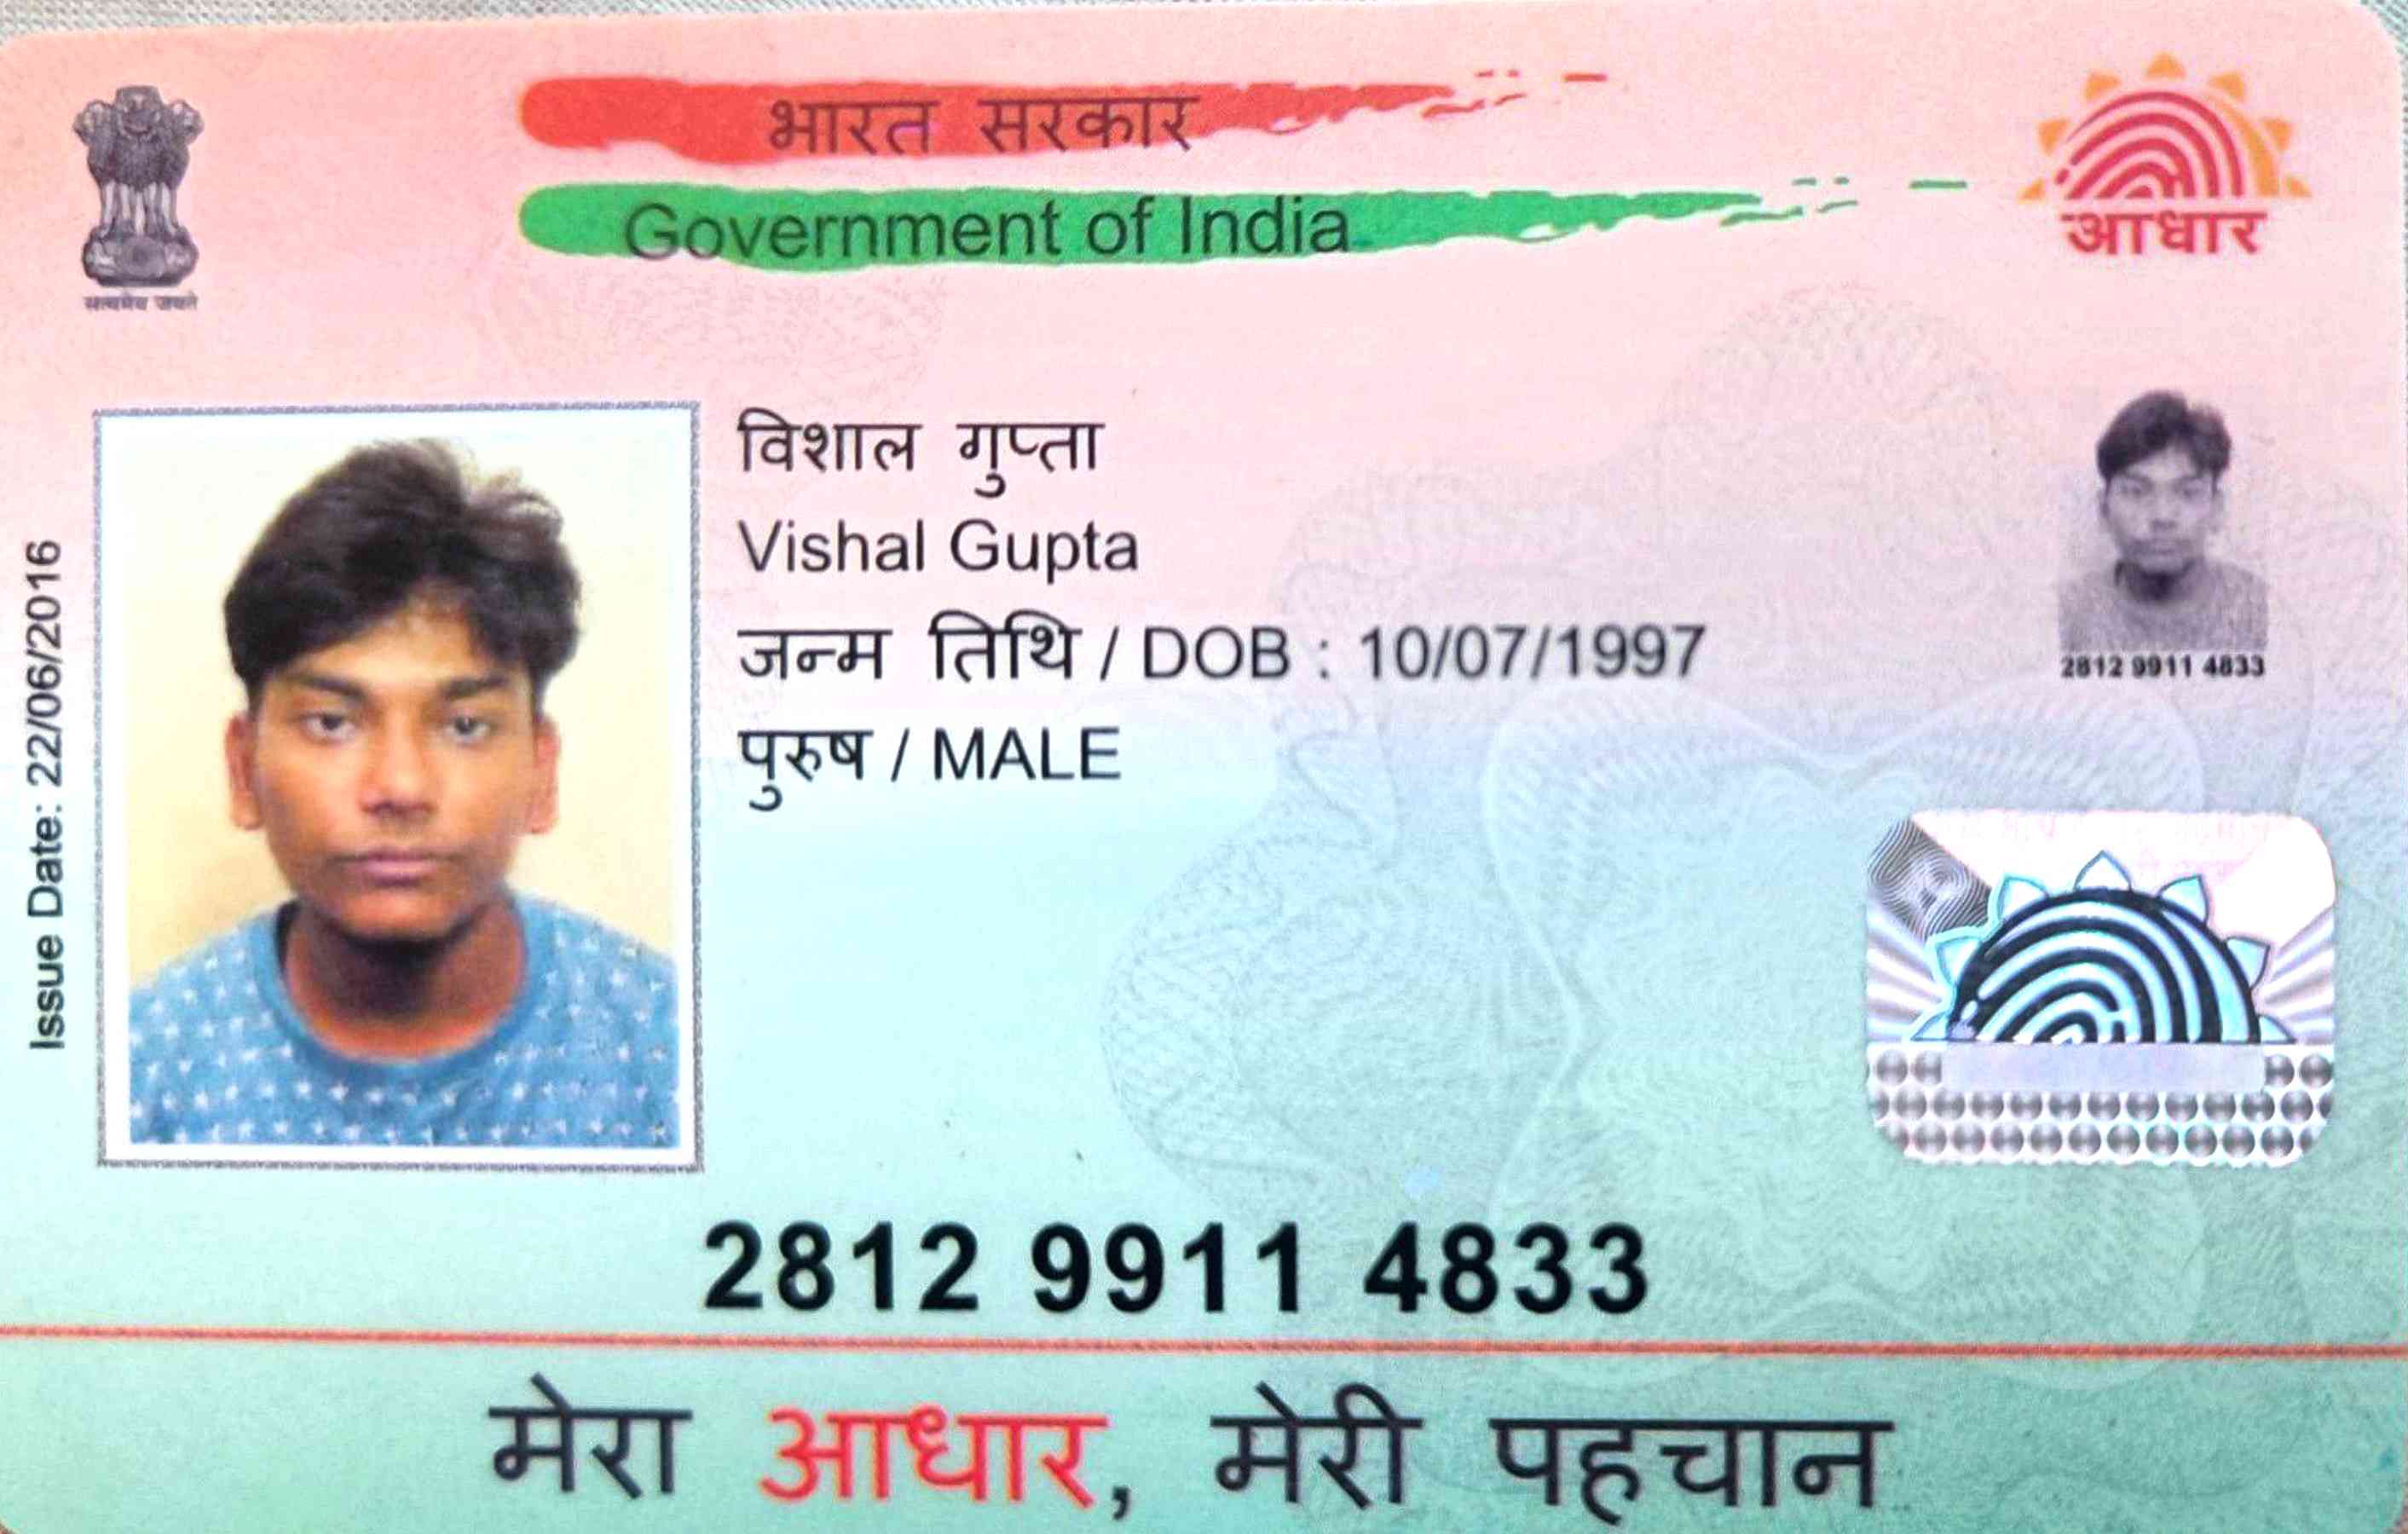 भारत सरकार
Government of India
सत्यमेव जयते
आधार
Issue Date: 22/06/2016
विशाल गुप्ता
Vishal Gupta
जन्म तिथि / DOB : 10/07/1997
पुरुष / MALE
2812 9911 4833
2812 9911 4833
मेरा आधार, मेरी पहचान